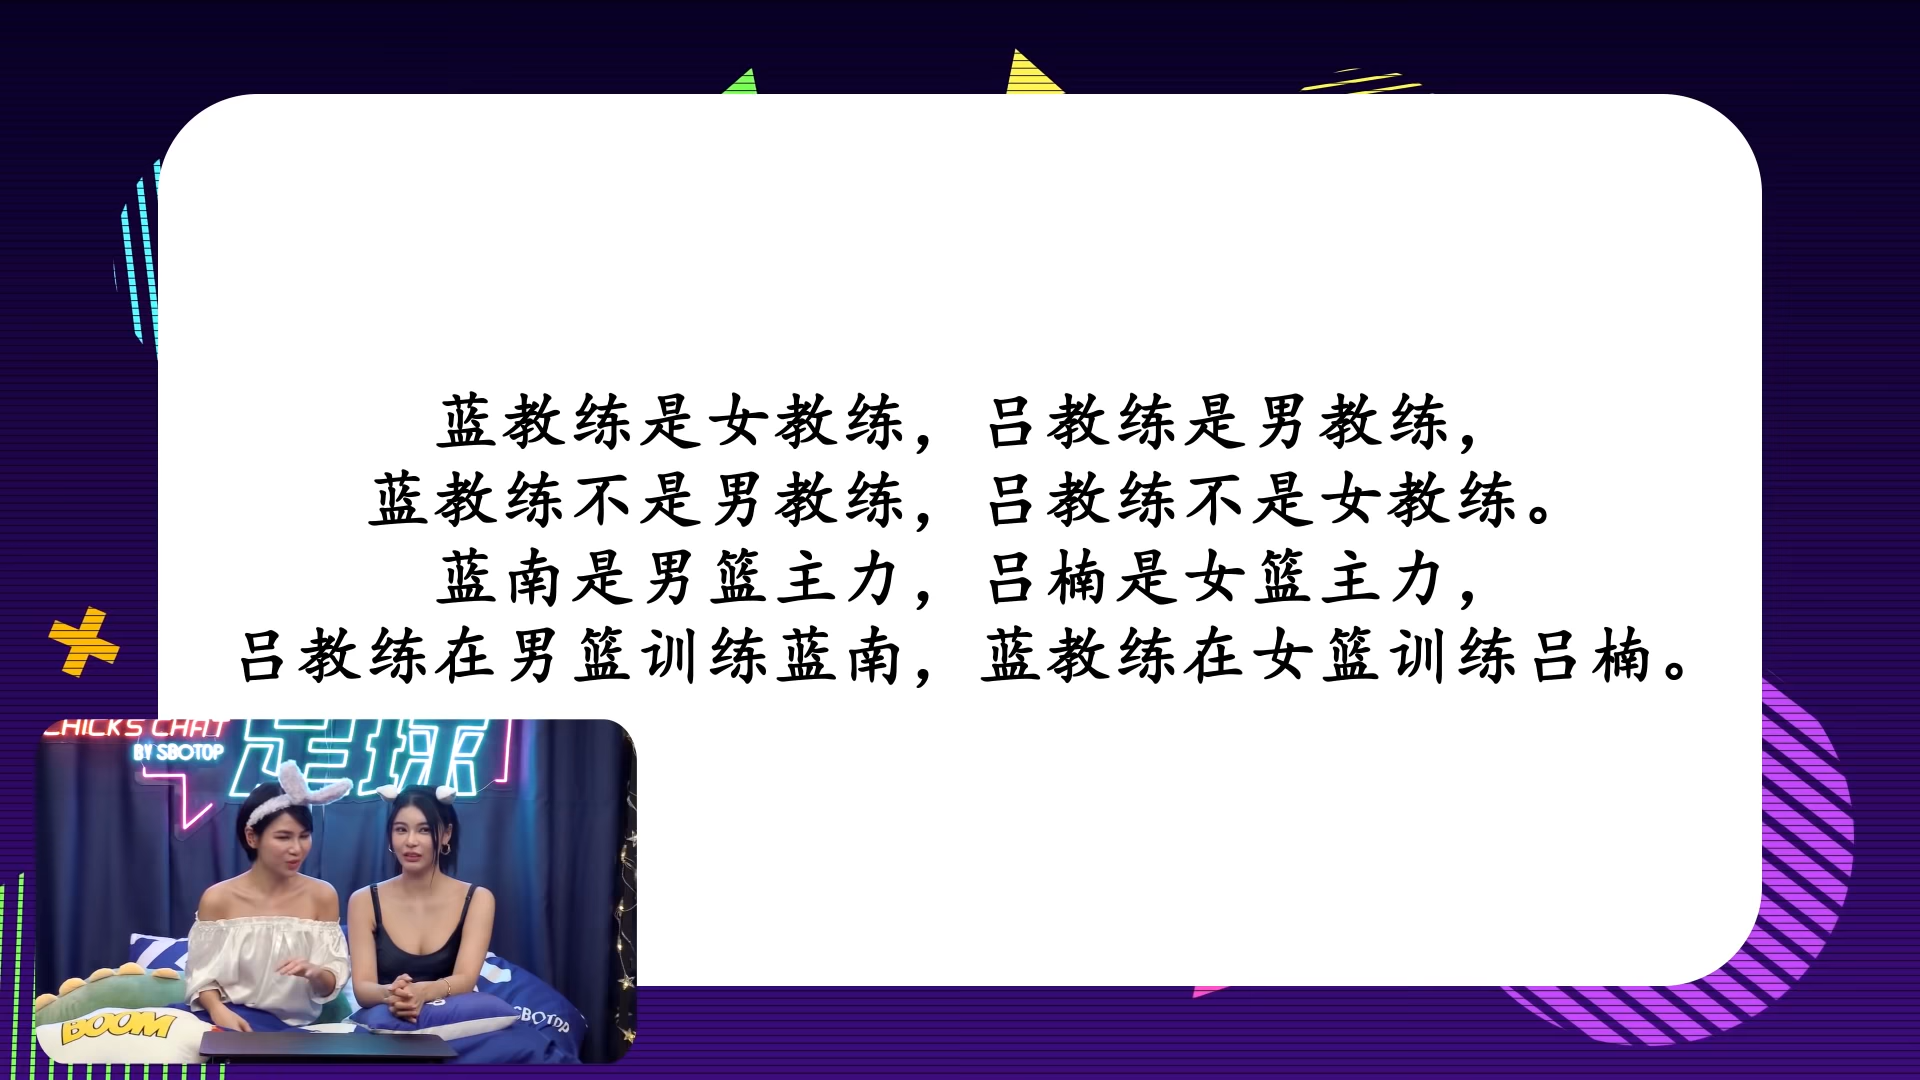 蓝教练是女教练，吕教练是男教练，
蓝教练不是男教练，吕教练不是女教练。
蓝南是男篮主力，吕楠是女篮主力，
吕教练在男篮训练蓝南，蓝教练在女篮训练吕楠。
CHICKS CHAT
BY SBOTOP
足球
BOOM
SBOTOP